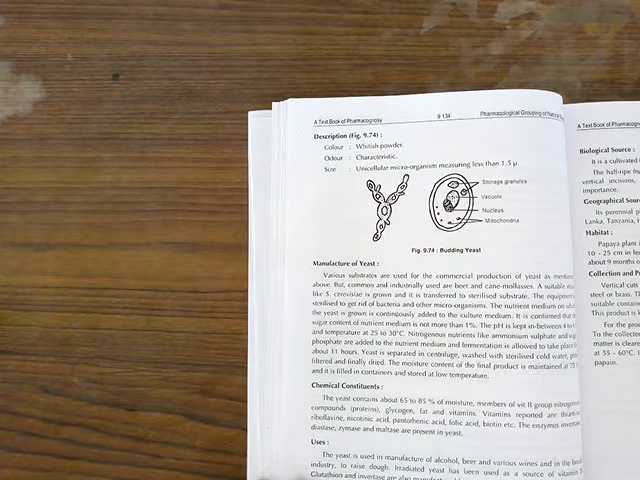 A Text Book of Pharmacognosy 9·134 Pharmacological Grouping of Natural
Description (Fig. 9.74) :
Colour : Whitish powder.
Odour : Characteristic.
Size : Unicellular micro-organism measuring less than 1.5 μ.
Storage granules
Vacuole
Nucleus
Mitochondria
Fig. 9.74 : Budding Yeast
Manufacture of Yeast :
Various substrates are used for the commercial production of yeast as
above. But, common and industrially used are beet and cane-molasses. A suitable
like S. cerevisiae is grown and it is transferred to sterilised substrate. The equipment
sterilised to get rid of bacteria and other micro-organisms. The nutrient medium on
the yeast is grown is continuously added to the culture medium. It is confirmed that
sugar content of nutrient medium is not more than 1%. The pH is kept in-between 4 to
and temperature at 25 to 30°C. Nitrogenous nutrients like ammonium sulphate and
phosphate are added to the nutrient medium and fermentation is allowed to take place
about 11 hours. Yeast is separated in centrifuge, washed with sterilised cold water,
filtered and finally dried. The moisture content of the final product is maintained at
and it is filled in containers and stored at low temperature.
Chemical Constituents :
The yeast contains about 65 to 85 % of moisture, members of vit B group
compounds (proteins), glycogen, fat and vitamins. Vitamins reported are
riboflavine, nicotinic acid, pantothenic acid, folic acid, biotin etc. The enzymes
diastase, zymase and maltase are present in yeast.
Uses :
The yeast is used in manufacture of alcohol, beer and various wines and in the
industry, to raise dough. Irradiated yeast has been used as a source of vitamin
Glutathion and invertase are also
A Text Book of
Biological Source :
It is a cultivated
The half-ripe
vertical incisions,
importance.
Geographical
Its perennial
Lanka, Tanzania,
Habitat :
Papaya plant
10 - 25 cm in
about 9 months
Collection and
Vertical cuts
steel or brass.
suitable
This product is
For the
To the
matter is
at 55 - 60°C.
papain.